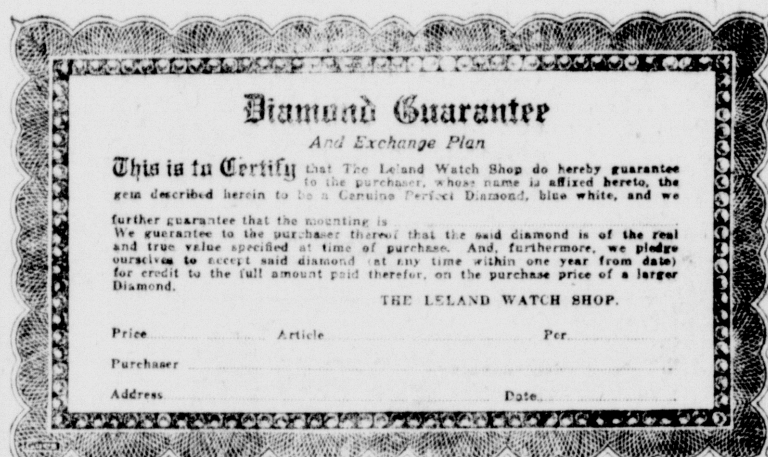 Diamond Guarantee
And Exchange Plan
This is to Certify that The Leland Watch Shop do hereby guarantee
to the purchaser, whose name is affixed hereto, the
gem described herein to be a Genuine Perfect Diamond, blue white, and we
further guarantee that the mounting is
We guerantee to the purchaser thereof that the said diamond is of the real
and true value specified at time of purchase. And, furthermore, we pledge
ourselves to accept said diamond (at any time within one year from date)
for credit to the full amount paid therefor, on the purchase price of a larger
Diamond.
THE LELAND WATCH SHOP.
Price Article Per
Purchaser
Address Date